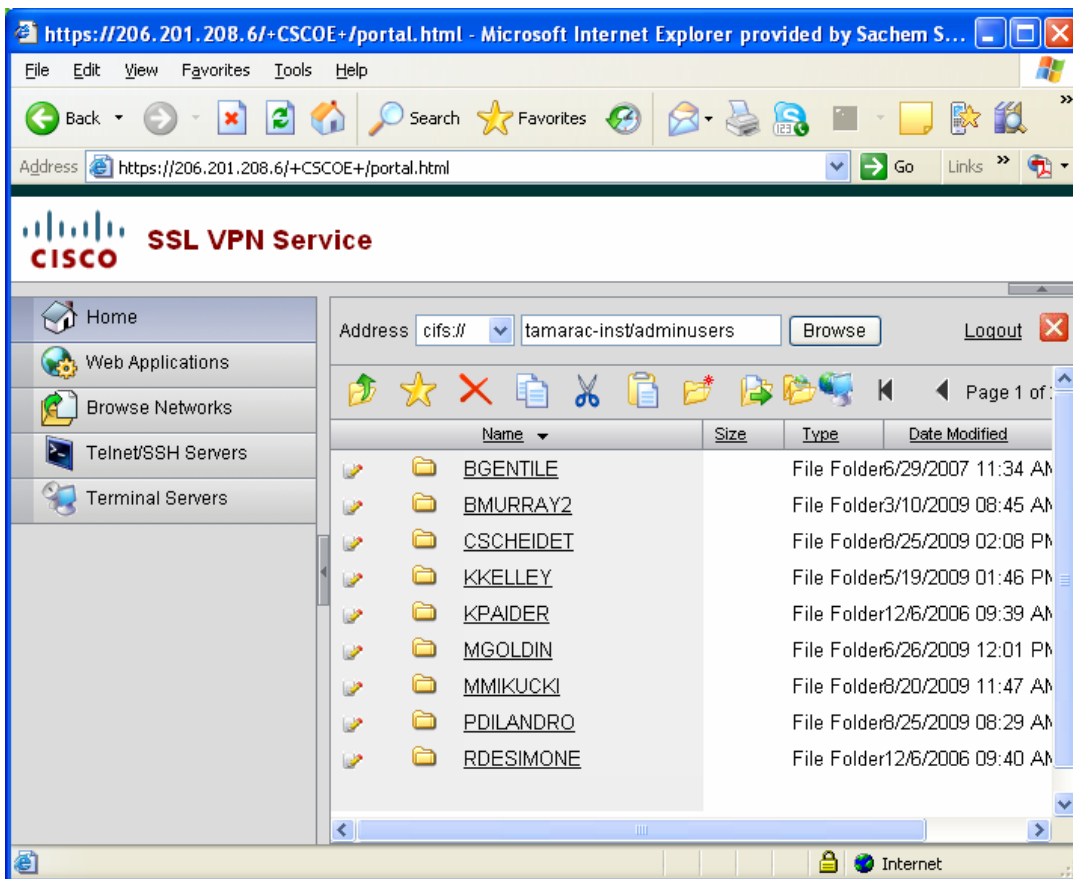 https://206.201.208.6/+CSCOE+/portal.html - Microsoft Internet Explorer provided by Sachem S...
File Edit View Favorites Tools Help
Back Search Favorites
Address https://206.201.208.6/+CSCOE+/portal.html Go Links
CISCO SSL VPN Service
Home
Web Applications
Browse Networks
Telnet/SSH Servers
Terminal Servers
Address cifs:// tamarac-inst/adminusers Browse Logout
Page 1 of
Name Size Type Date Modified
BGENTILE File Folder 6/29/2007 11:34 AM
BMURRAY2 File Folder 3/10/2009 08:45 AM
CSCHEIDET File Folder 8/25/2009 02:08 PM
KKELLEY File Folder 5/19/2009 01:46 PM
KPAIDER File Folder 12/6/2006 09:39 AM
MGOLDIN File Folder 6/26/2009 12:01 PM
MMIKUCKI File Folder 8/20/2009 11:47 AM
PDILANDRO File Folder 8/25/2009 08:29 AM
RDESIMONE File Folder 12/6/2006 09:40 AM
Internet